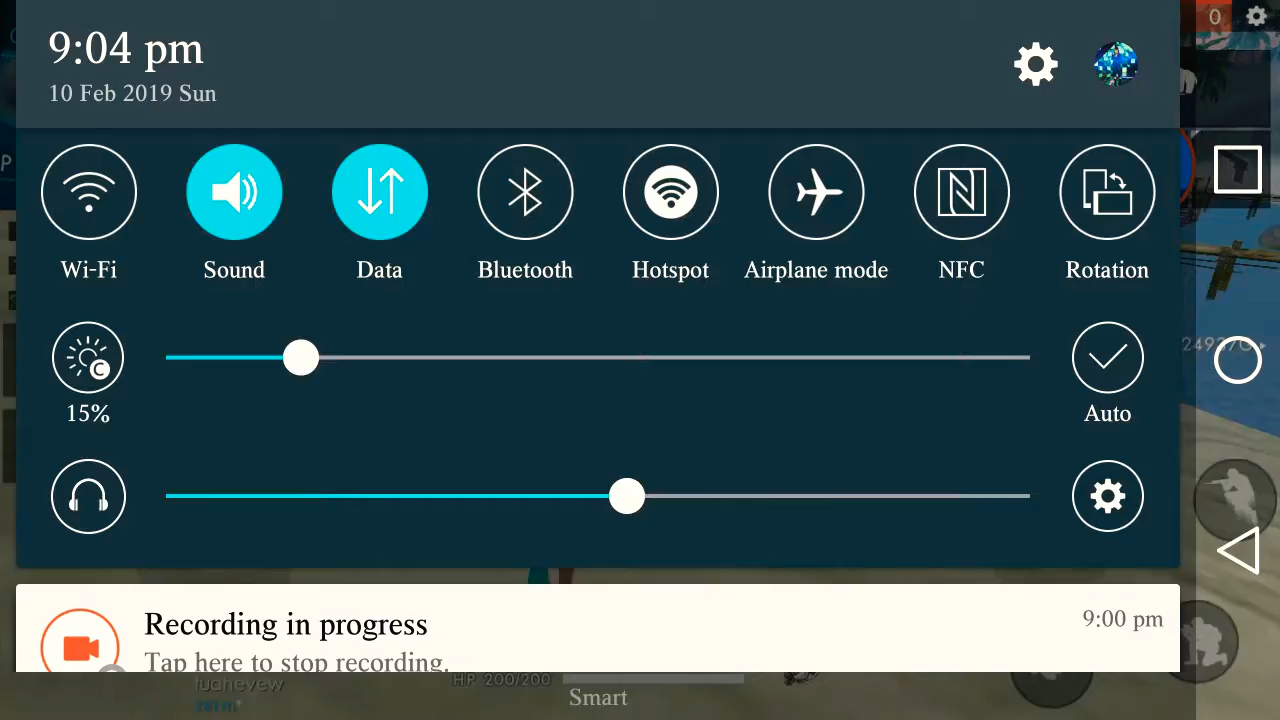 9:04 pm
10 Feb 2019 Sun
0
Wi-Fi
Sound
Data
Bluetooth
Hotspot
Airplane mode
NFC
Rotation
15%
Auto
Recording in progress
9:00 pm
Tap here to stop recording.
HP 200/200
Smart